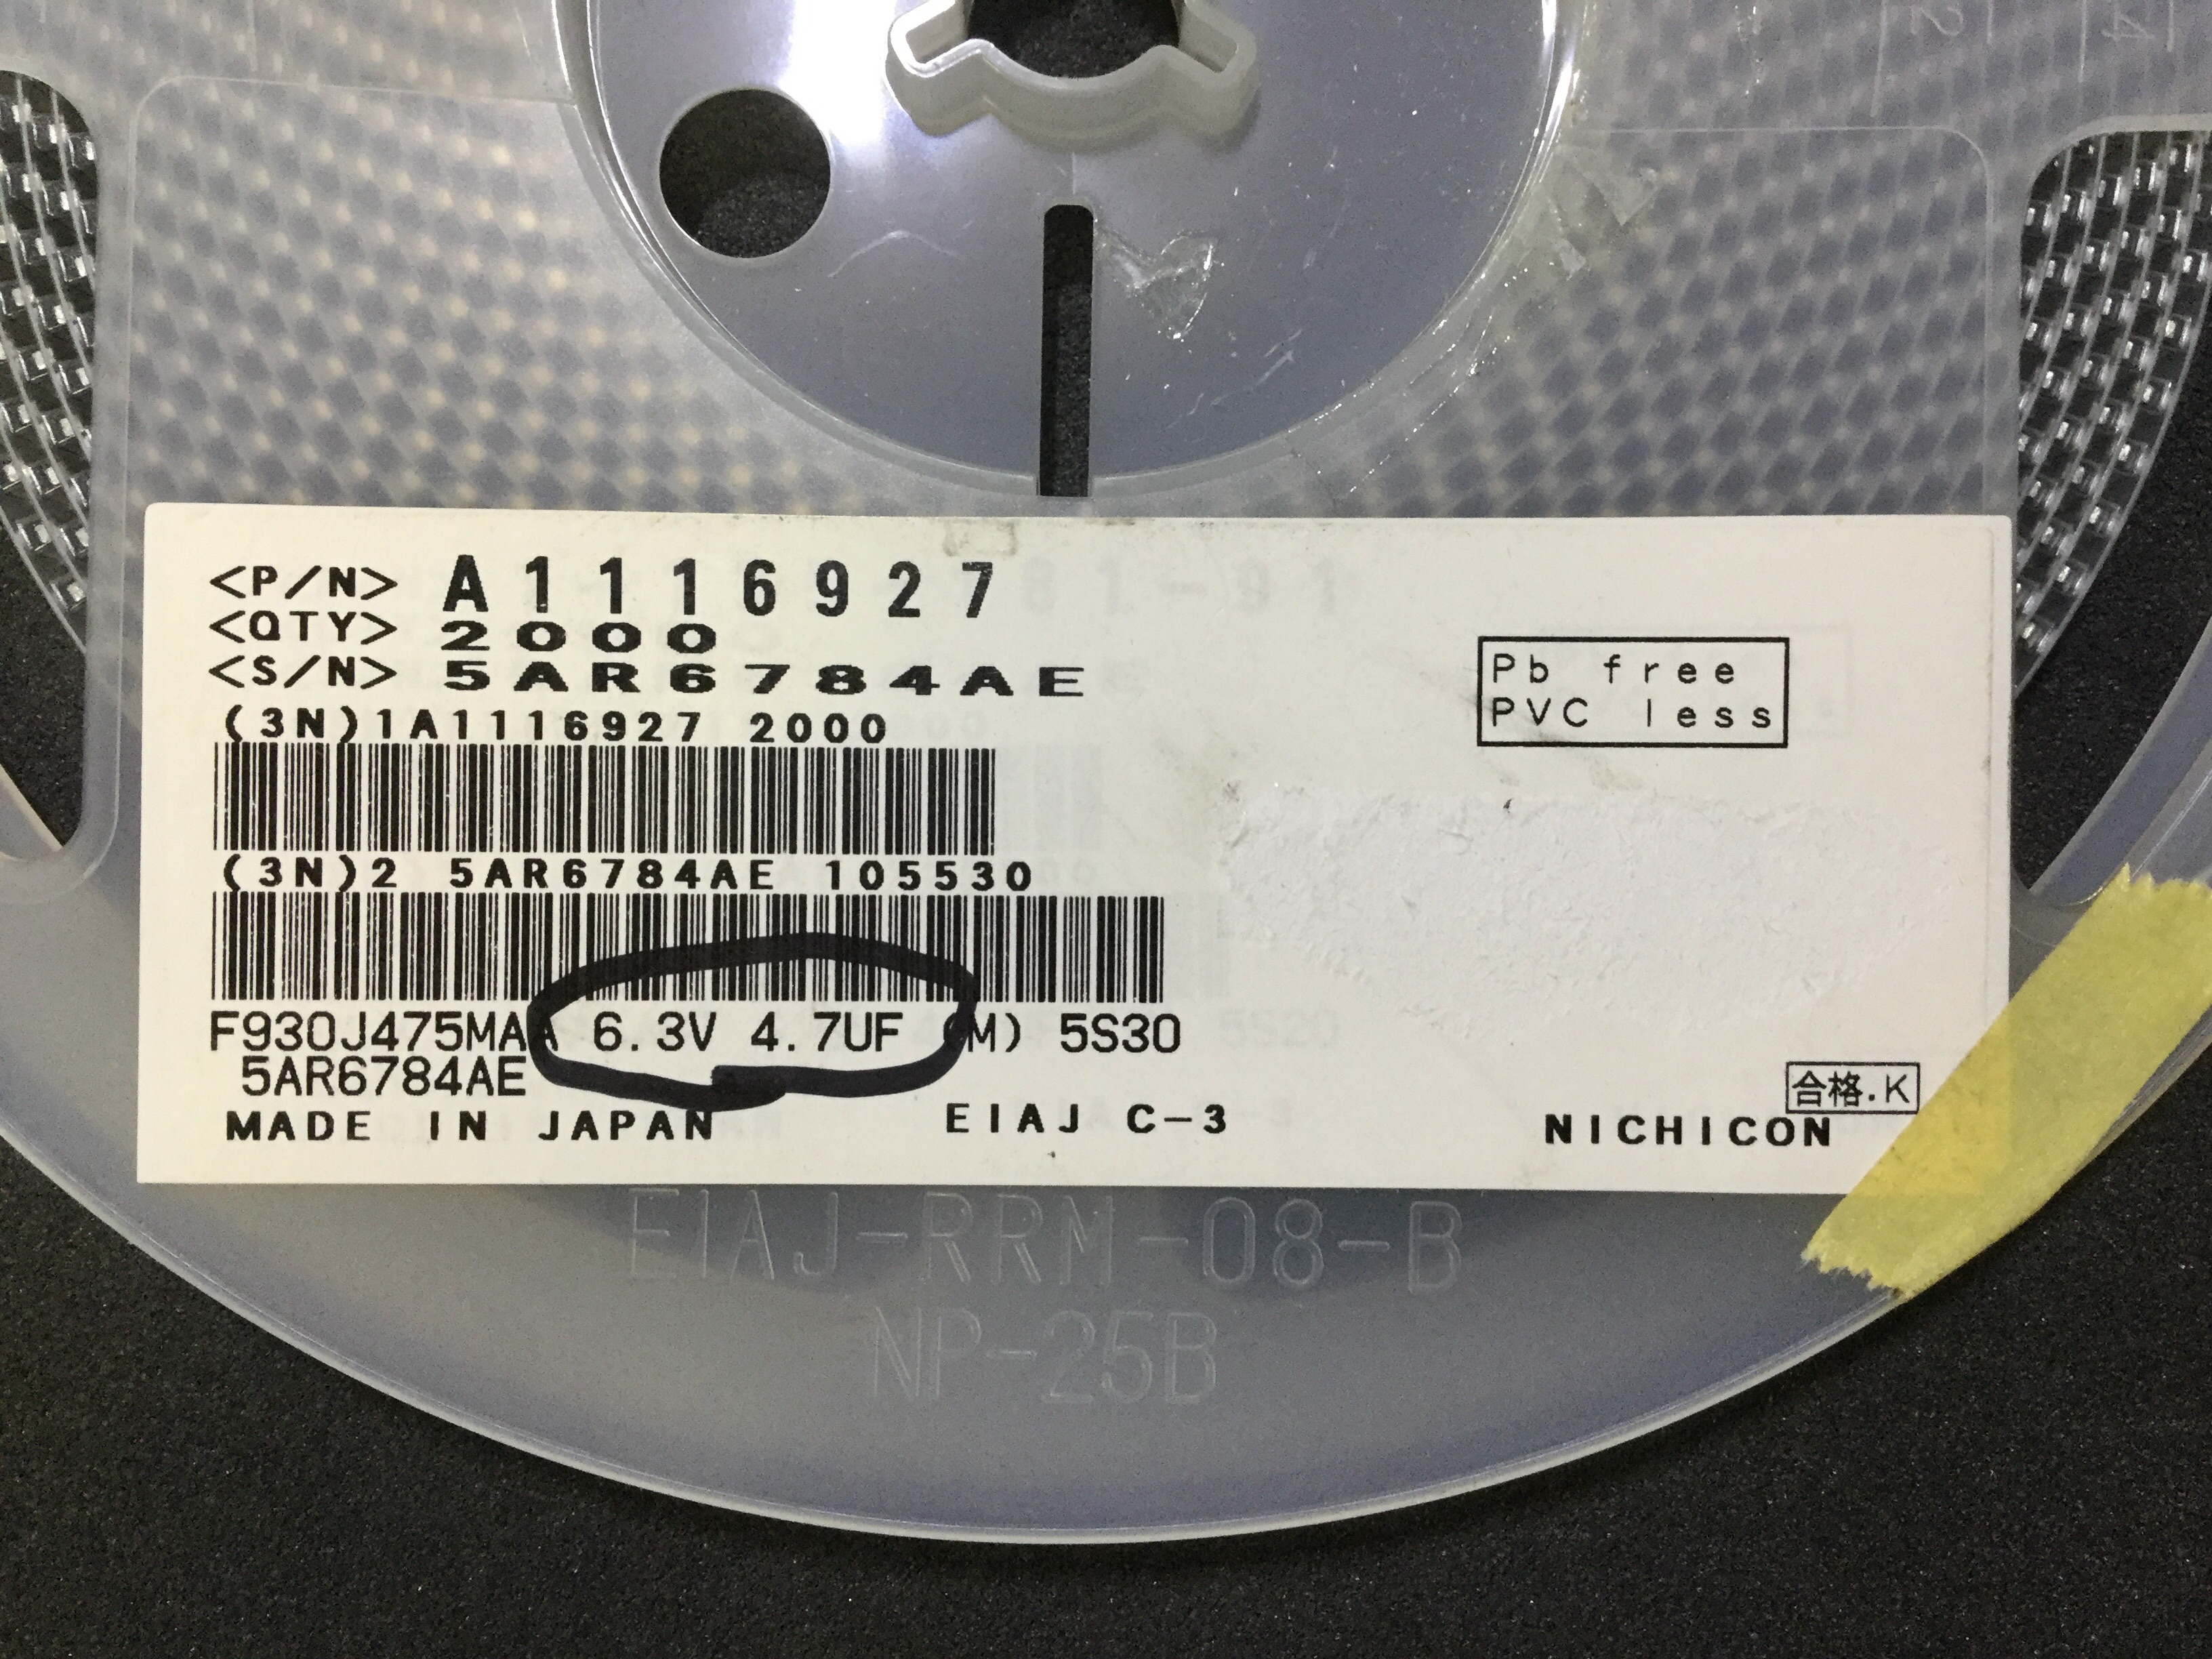 <P/N> A1116927
<QTY> 2000
<S/N> 5AR6784AE
(3N)1A1116927 2000
(3N)2 5AR6784AE 105530
F930J475MAA 6.3V 4.7UF (M) 5S30
5AR6784AE
MADE IN JAPAN EIAJ C-3 NICHICON
Pb free
PVC less
合格.K
EIAJ-RRM-08-B
NP-25B